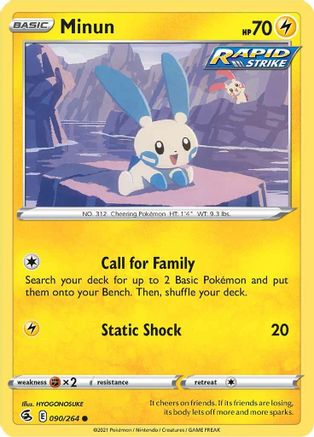 BASIC Minun HP70
RAPID
STRIKE
NO. 312. Cheering Pokémon HT: 1'4" WT: 9.3 lbs.
Call for Family
Search your deck for up to 2 Basic Pokémon and put
them onto your Bench. Then, shuffle your deck.
Static Shock 20
weakness ×2 resistance retreat
Illus. HYOGONOSUKE
E 090/264 ●
It cheers on friends. If its friends are losing,
its body lets off more and more sparks.
©2021 Pokémon / Nintendo / Creatures / GAME FREAK